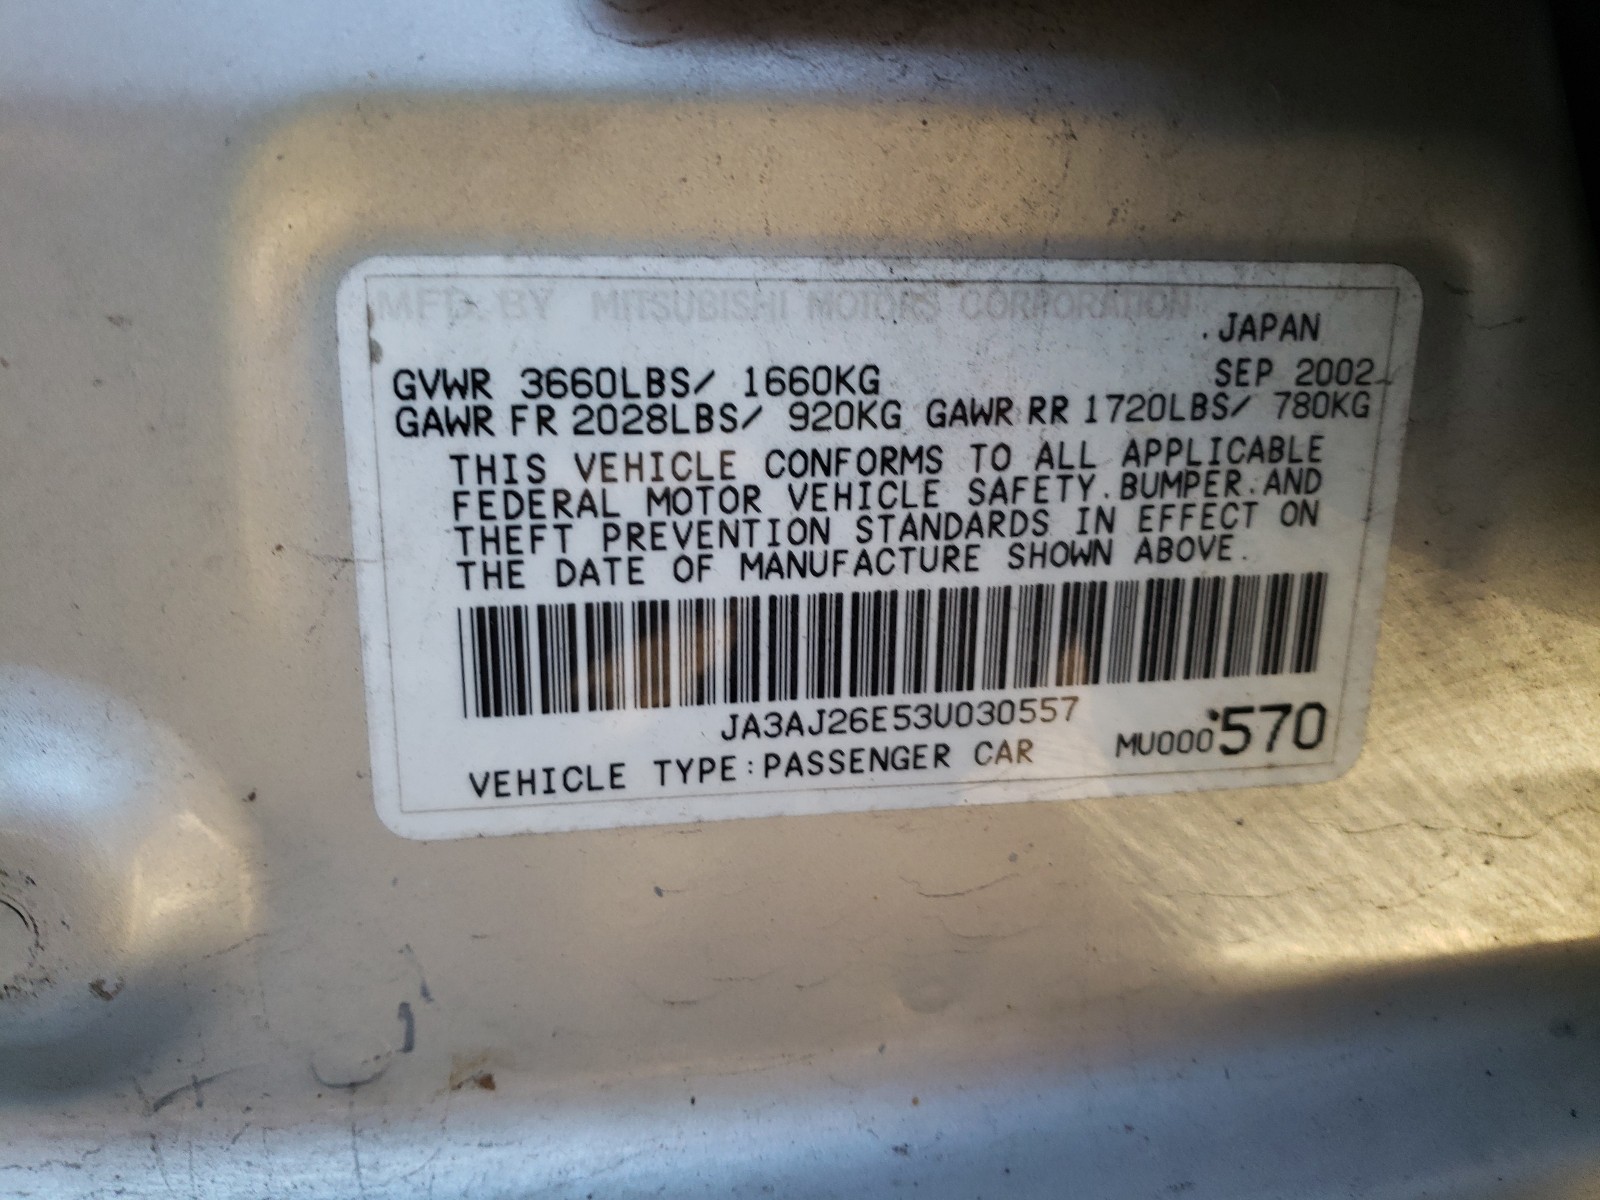 MFD. BY MITSUBISHI MOTORS CORPORATION
. JAPAN
GVWR 3660LBS/ 1660KG SEP 2002
GAWR FR 2028LBS/ 920KG GAWR RR 1720LBS/ 780KG
THIS VEHICLE CONFORMS TO ALL APPLICABLE
FEDERAL MOTOR VEHICLE SAFETY.BUMPER.AND
THEFT PREVENTION STANDARDS IN EFFECT ON
THE DATE OF MANUFACTURE SHOWN ABOVE.
JA3AJ26E53U030557
VEHICLE TYPE:PASSENGER CAR MU000570